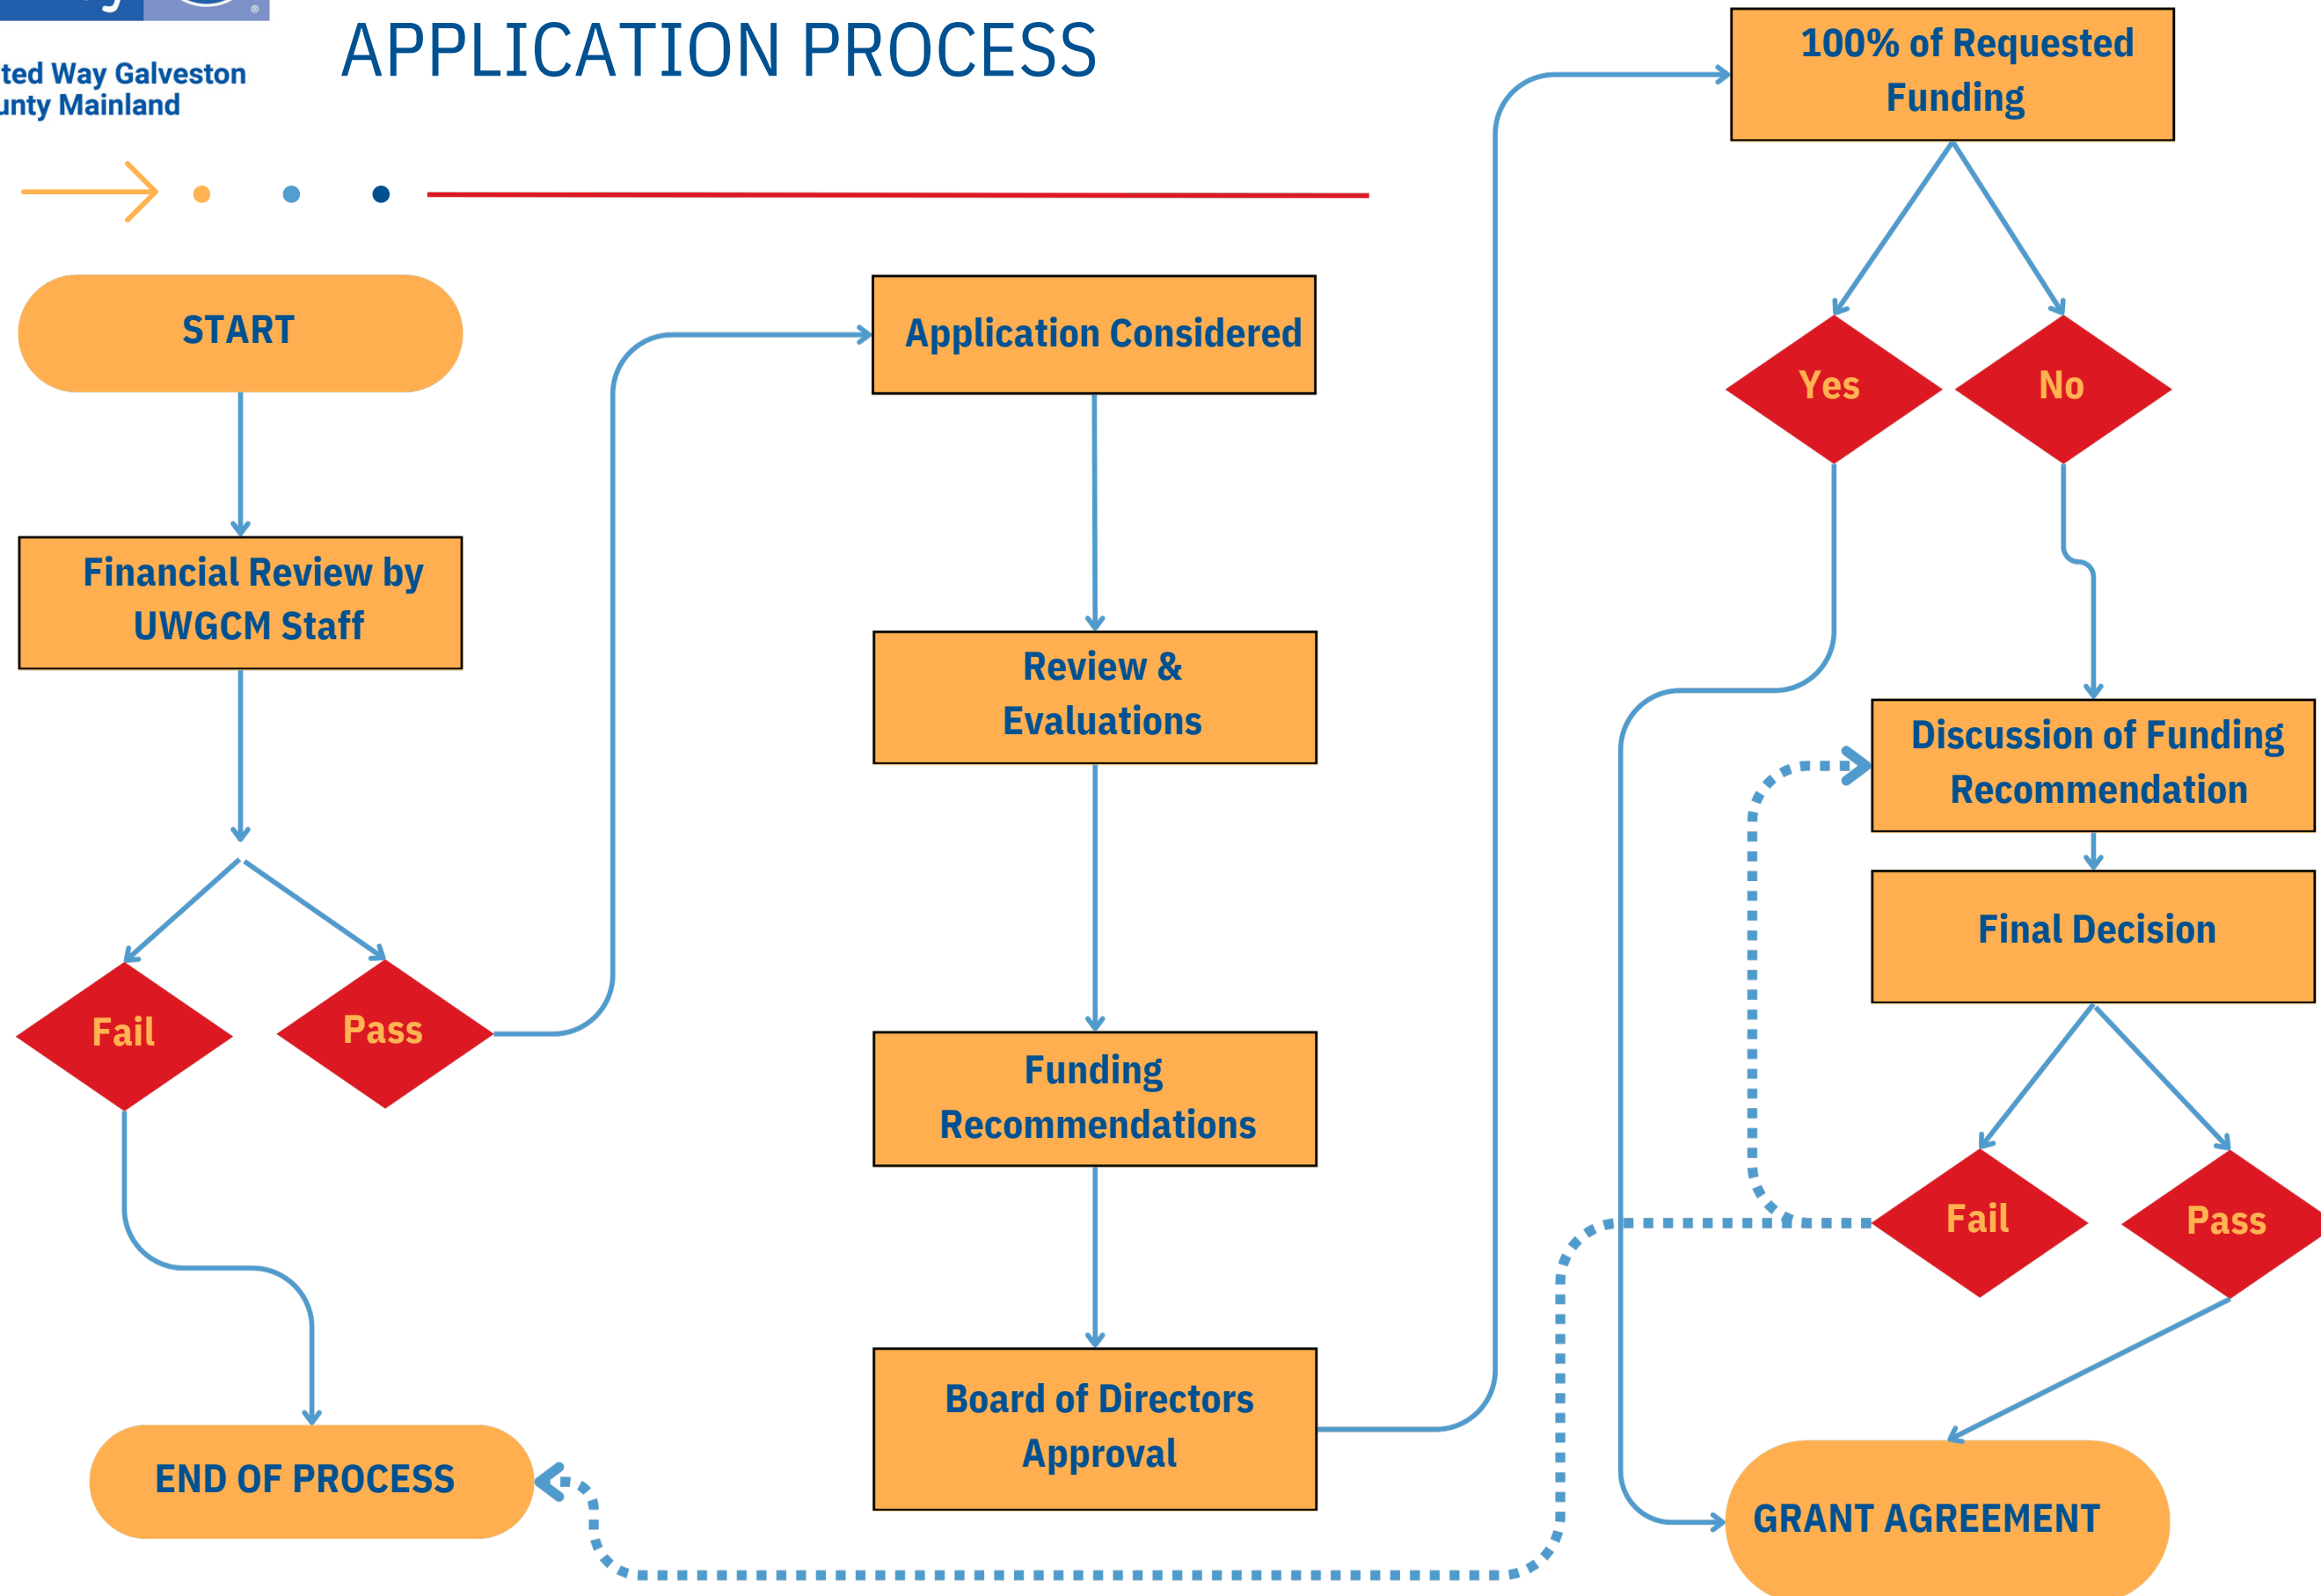 APPLICATION PROCESS
Way Galveston
Mainland
START
Financial Review by
UWGCM Staff
Fail
Pass
END OF PROCESS
Application Considered
Review &
Evaluations
Funding
Recommendations
Board of Directors
Approval
100% of Requested
Funding
Yes
No
Discussion of Funding
Recommendation
Final Decision
Fail
Pass
GRANT AGREEMENT